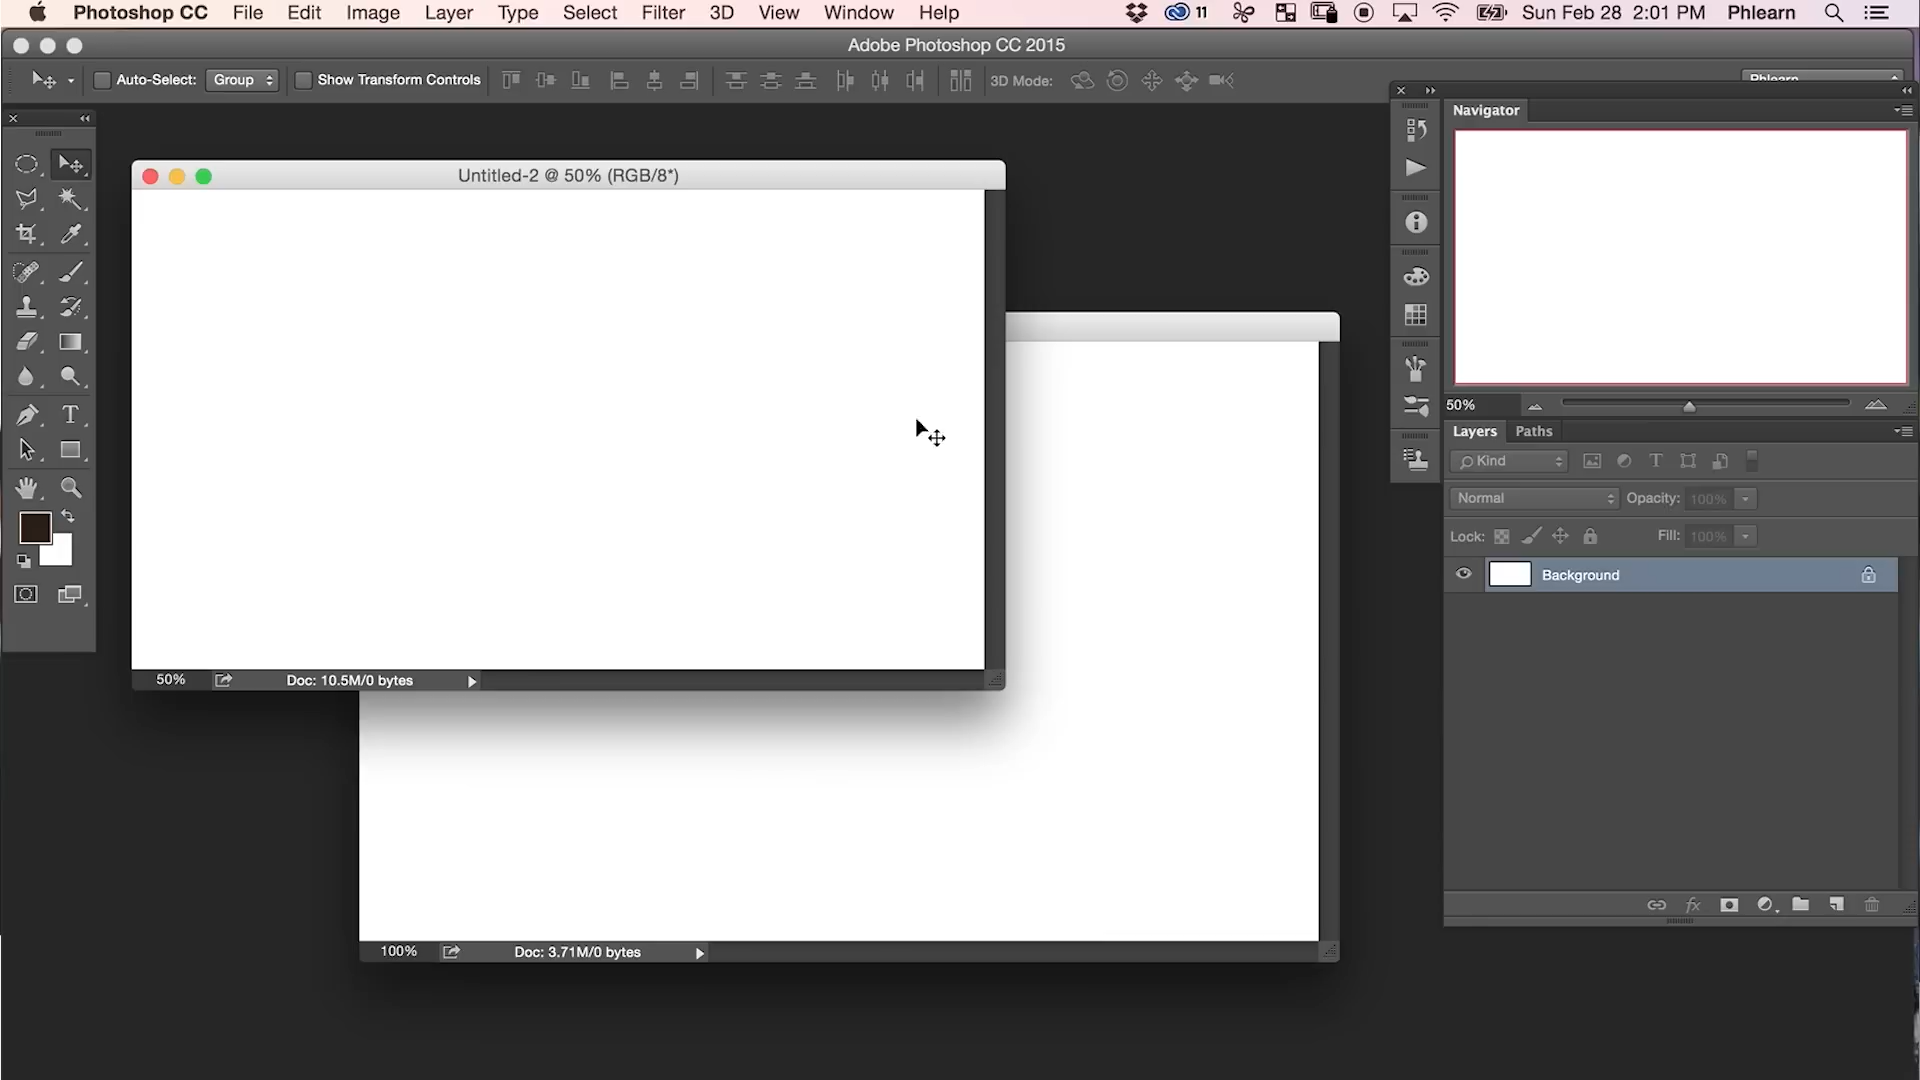 Photoshop CC File Edit Image Layer Type Select Filter 3D View Window Help 11 Sun Feb 28 2:01 PM Phlearn
Adobe Photoshop CC 2015
Auto-Select: Group Show Transform Controls 3D Mode: Phlearn
Navigator
Untitled-2 @ 50% (RGB/8*)
50%
Layers Paths
Kind
Normal Opacity: 100%
Lock: Fill: 100%
Background
50% Doc: 10.5M/0 bytes
100% Doc: 3.71M/0 bytes